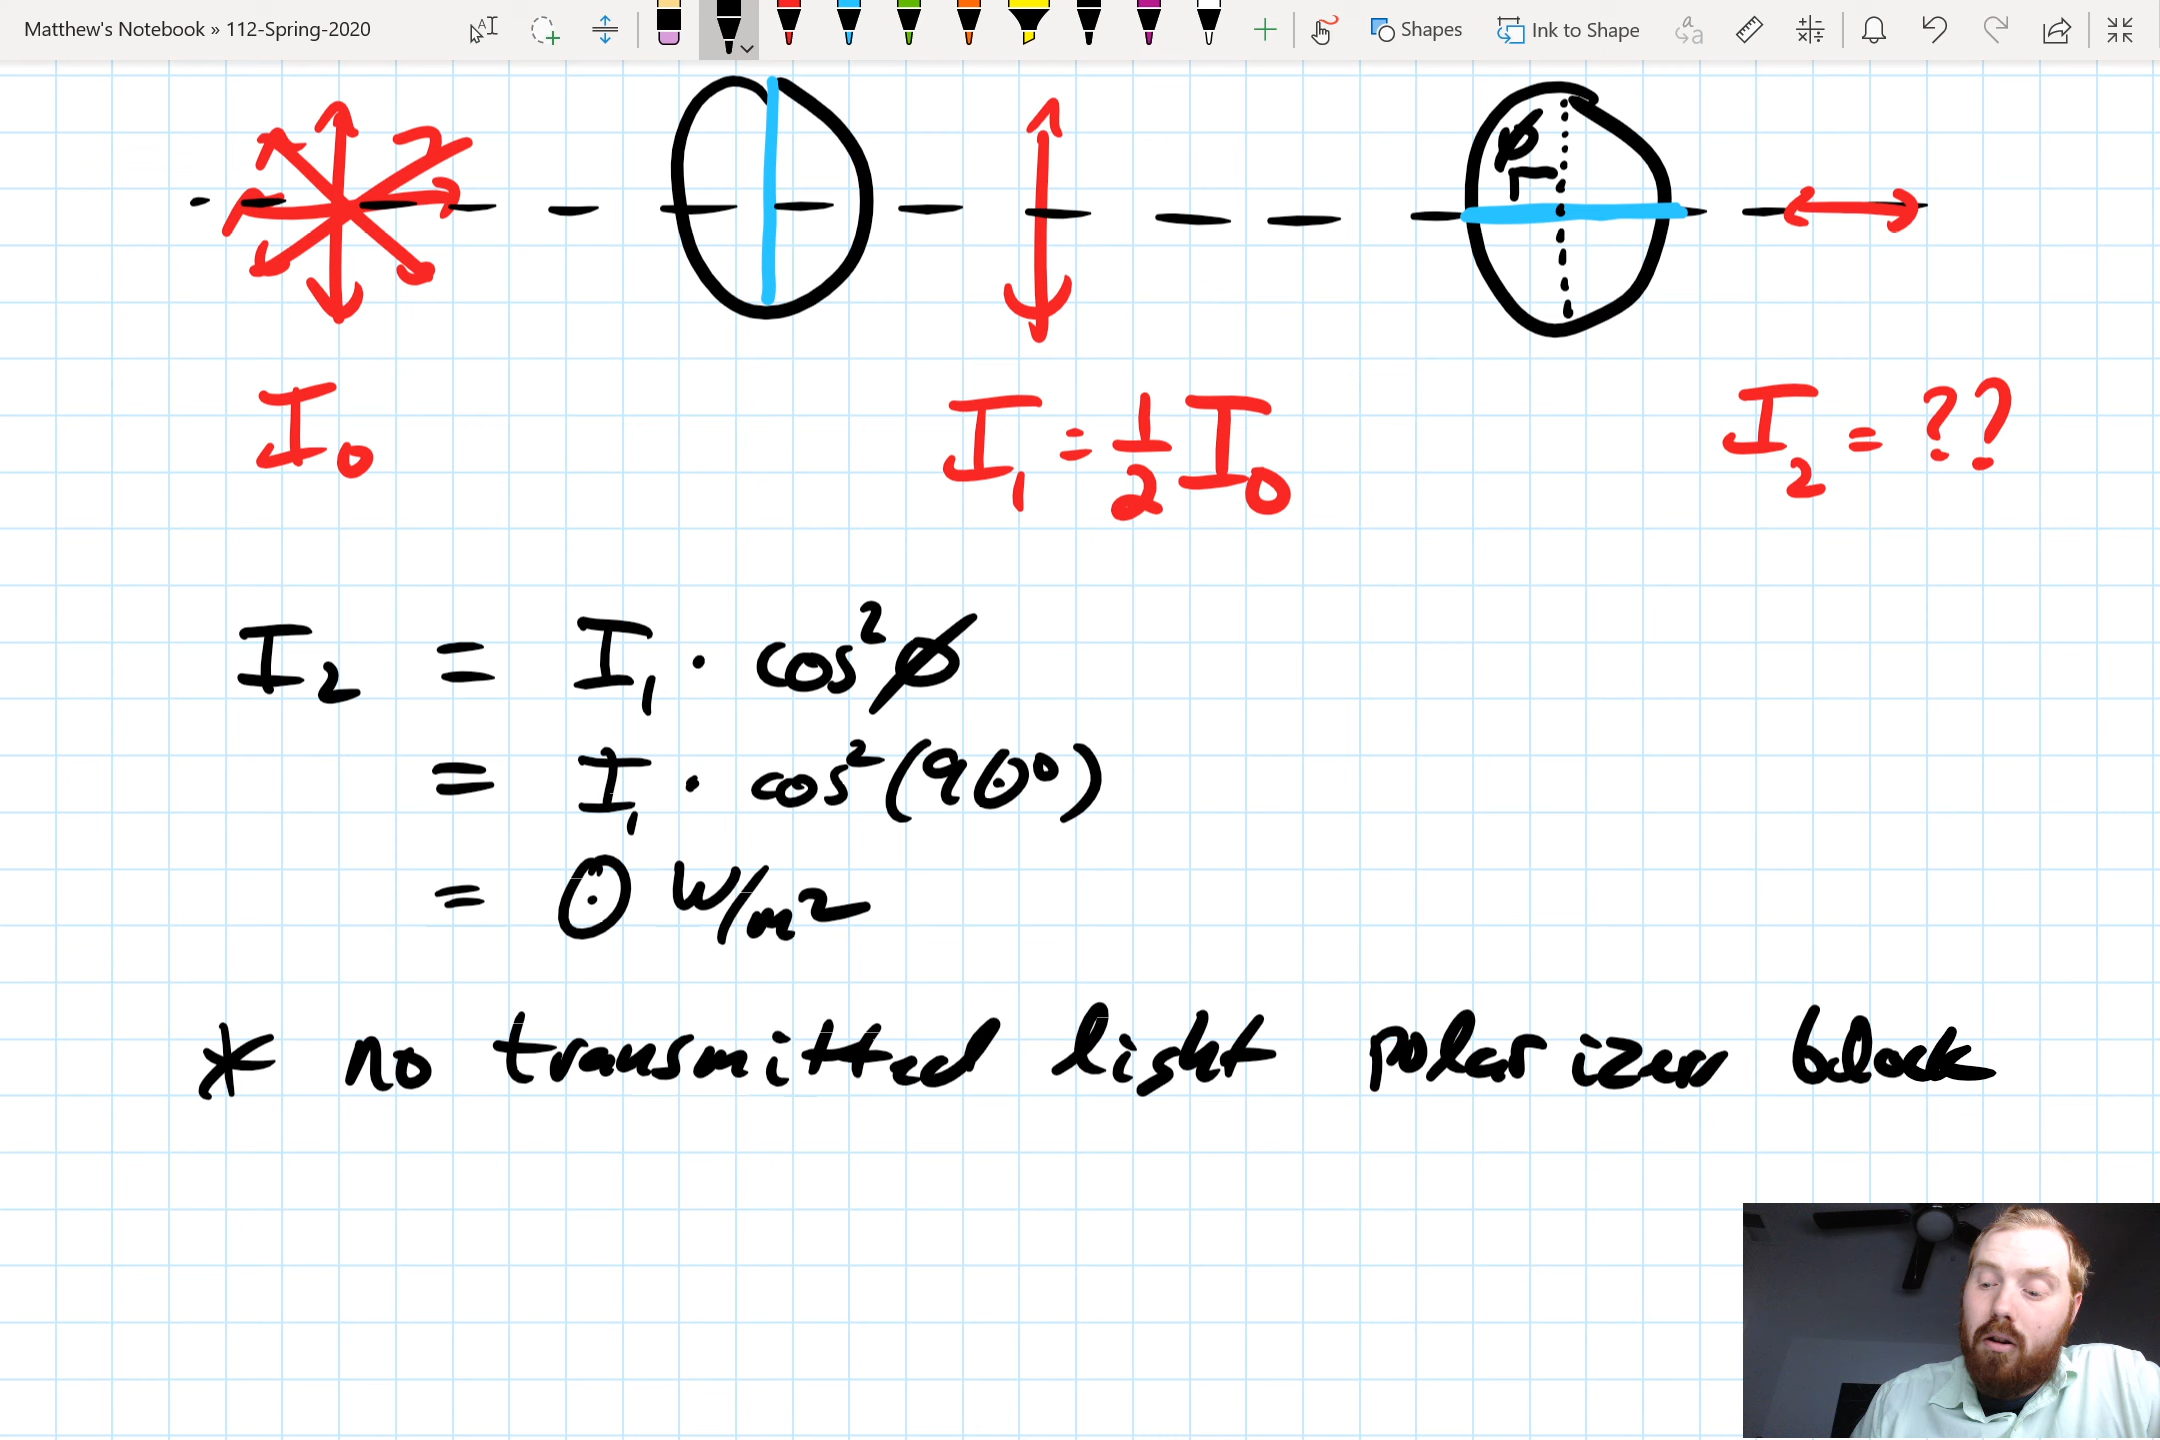 Matthew's Notebook » 112-Spring-2020
Shapes
Ink to Shape
ϕ
I₀
I₁ = 1/2 I₀
I₂ = ??
I₂ = I₁ · cos²ϕ
= I₁ · cos²(90°)
= 0 W/m²
* no transmitted light polarizers block